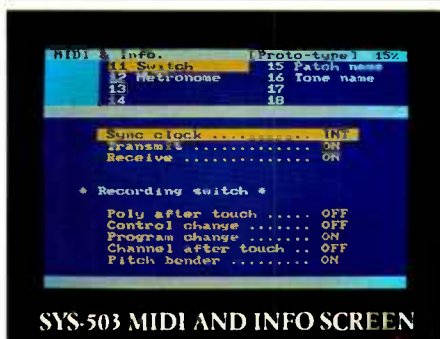 MIDI & Info. [Proto-type] 15%
11 Switch 15 Patch name
12 Metronome 16 Tone name
13 17
14 18
Sync clock ........... INT
Transmit ............. ON
Receive .............. ON
* Recording switch *
Poly after touch ..... OFF
Control change ....... OFF
Program change ....... ON
Channel after touch .. OFF
Pitch bender ......... ON
SYS-503 MIDI AND INFO SCREEN